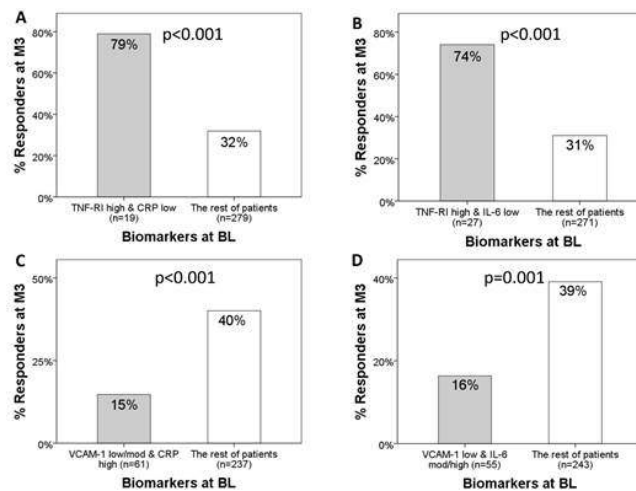 A
p<0.001
% Responders at M3
80%
60%
40%
20%
0%
79%
32%
TNF-RI high & CRP low
(n=19)
The rest of patients
(n=279)
Biomarkers at BL
B
p<0.001
% Responders at M3
80%
60%
40%
20%
0%
74%
31%
TNF-RI high & IL-6 low
(n=27)
The rest of patients
(n=271)
Biomarkers at BL
C
p<0.001
% Responders at M3
50%
25%
0%
15%
40%
VCAM-1 low/mod & CRP
high (n=61)
The rest of patients
(n=237)
Biomarkers at BL
D
p=0.001
% Responders at M3
40%
20%
0%
16%
39%
VCAM-1 low & IL-6
mod/high (n=55)
The rest of patients
(n=243)
Biomarkers at BL